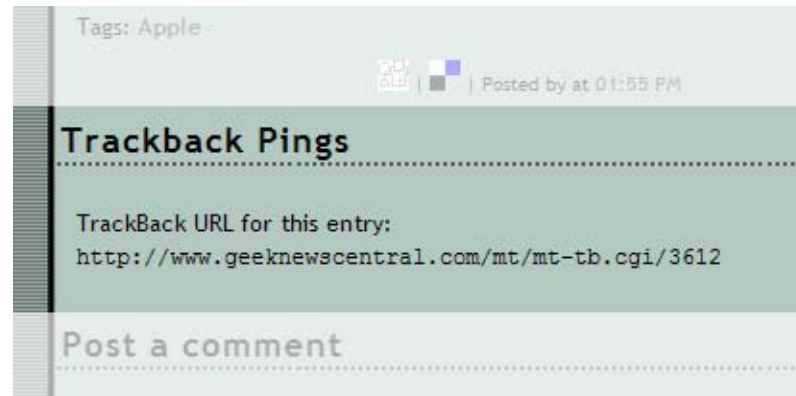 Tags: Apple
| | Posted by at 01:55 PM
Trackback Pings
TrackBack URL for this entry:
http://www.geeknewscentral.com/mt/mt-tb.cgi/3612
Post a comment